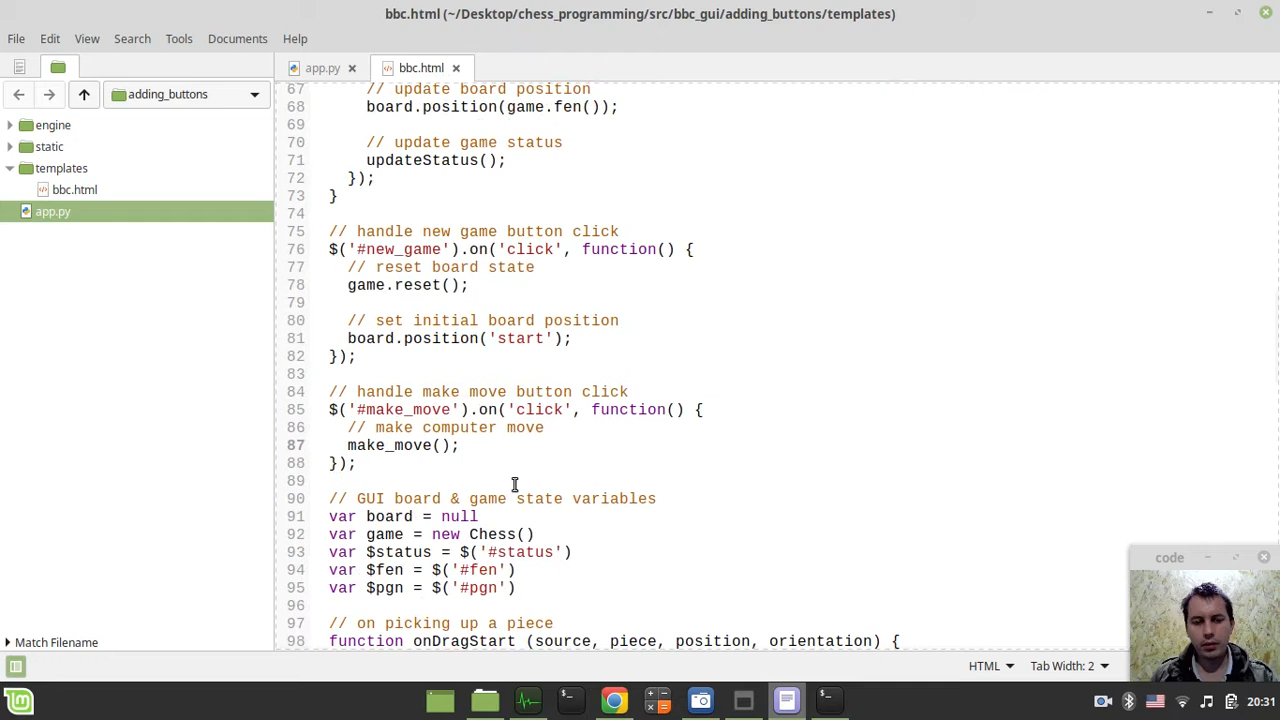 bbc.html (~/Desktop/chess_programming/src/bbc_gui/adding_buttons/templates)
File Edit View Search Tools Documents Help
app.py
bbc.html
adding_buttons
engine
static
templates
bbc.html
app.py
67 // update board position
68 board.position(game.fen());
69
70 // update game status
71 updateStatus();
72 });
73 }
74
75 // handle new game button click
76 $('#new_game').on('click', function() {
77 // reset board state
78 game.reset();
79
80 // set initial board position
81 board.position('start');
82 });
83
84 // handle make move button click
85 $('#make_move').on('click', function() {
86 // make computer move
87 make_move();
88 });
89
90 // GUI board & game state variables
91 var board = null
92 var game = new Chess()
93 var $status = $('#status')
94 var $fen = $('#fen')
95 var $pgn = $('#pgn')
96
97 // on picking up a piece
98 function onDragStart (source, piece, position, orientation) {
code
Match Filename
HTML
Tab Width: 2
20:31